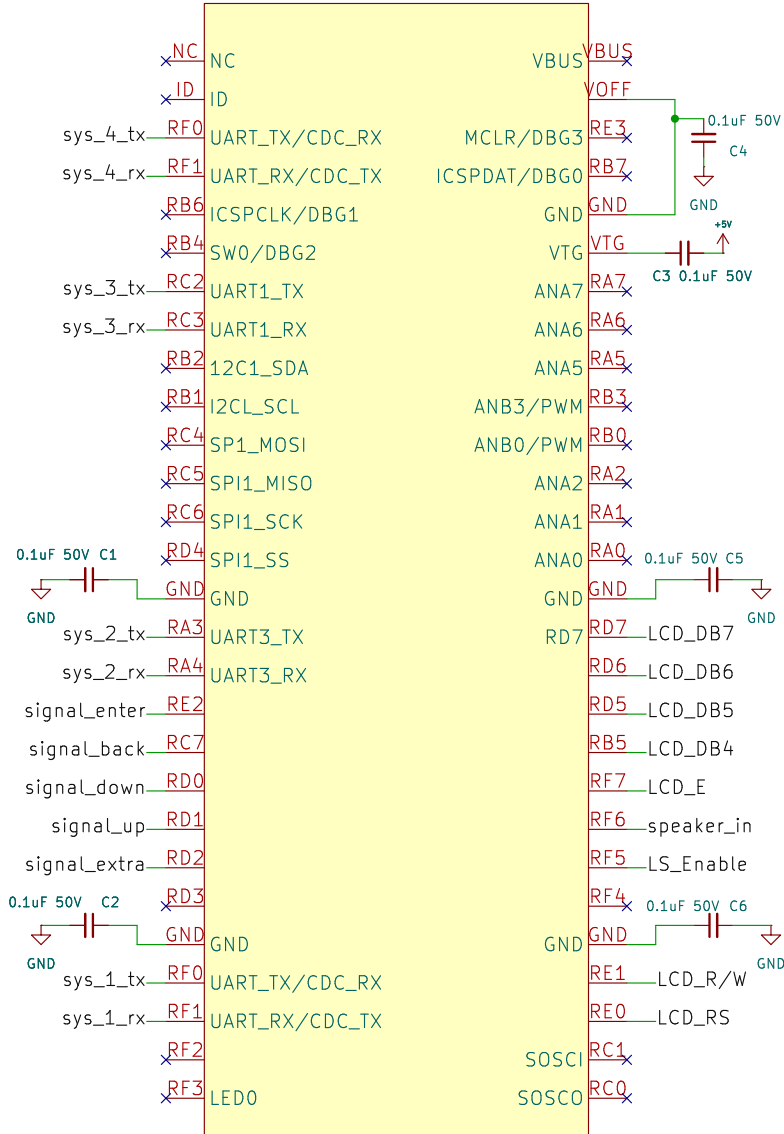 NC NC VBUS VBUS
ID ID VOFF
sys_4_tx RF0 UART_TX/CDC_RX MCLR/DBG3 RE3 0.1uF 50V
C4
sys_4_rx RF1 UART_RX/CDC_TX ICSPDAT/DBG0 RB7
GND
RB6 ICSPCLK/DBG1 GND GND
+5V
RB4 SW0/DBG2 VTG VTG
C3 0.1uF 50V
sys_3_tx RC2 UART1_TX ANA7 RA7
sys_3_rx RC3 UART1_RX ANA6 RA6
RB2 12C1_SDA ANA5 RA5
RB1 I2CL_SCL ANB3/PWM RB3
RC4 SP1_MOSI ANB0/PWM RB0
RC5 SPI1_MISO ANA2 RA2
RC6 SPI1_SCK ANA1 RA1
0.1uF 50V C1 RD4 SPI1_SS ANA0 RA0 0.1uF 50V C5
GND GND GND GND
GND GND
sys_2_tx RA3 UART3_TX RD7 RD7 LCD_DB7
sys_2_rx RA4 UART3_RX RD6 LCD_DB6
signal_enter RE2 RD5 LCD_DB5
signal_back RC7 RB5 LCD_DB4
signal_down RD0 RF7 LCD_E
signal_up RD1 RF6 speaker_in
signal_extra RD2 RF5 LS_Enable
0.1uF 50V C2 RD3 RF4 0.1uF 50V C6
GND GND GND GND
GND GND
sys_1_tx RF0 UART_TX/CDC_RX RE1 LCD_R/W
sys_1_rx RF1 UART_RX/CDC_TX RE0 LCD_RS
RF2 SOSCI RC1
RF3 LED0 SOSCO RC0